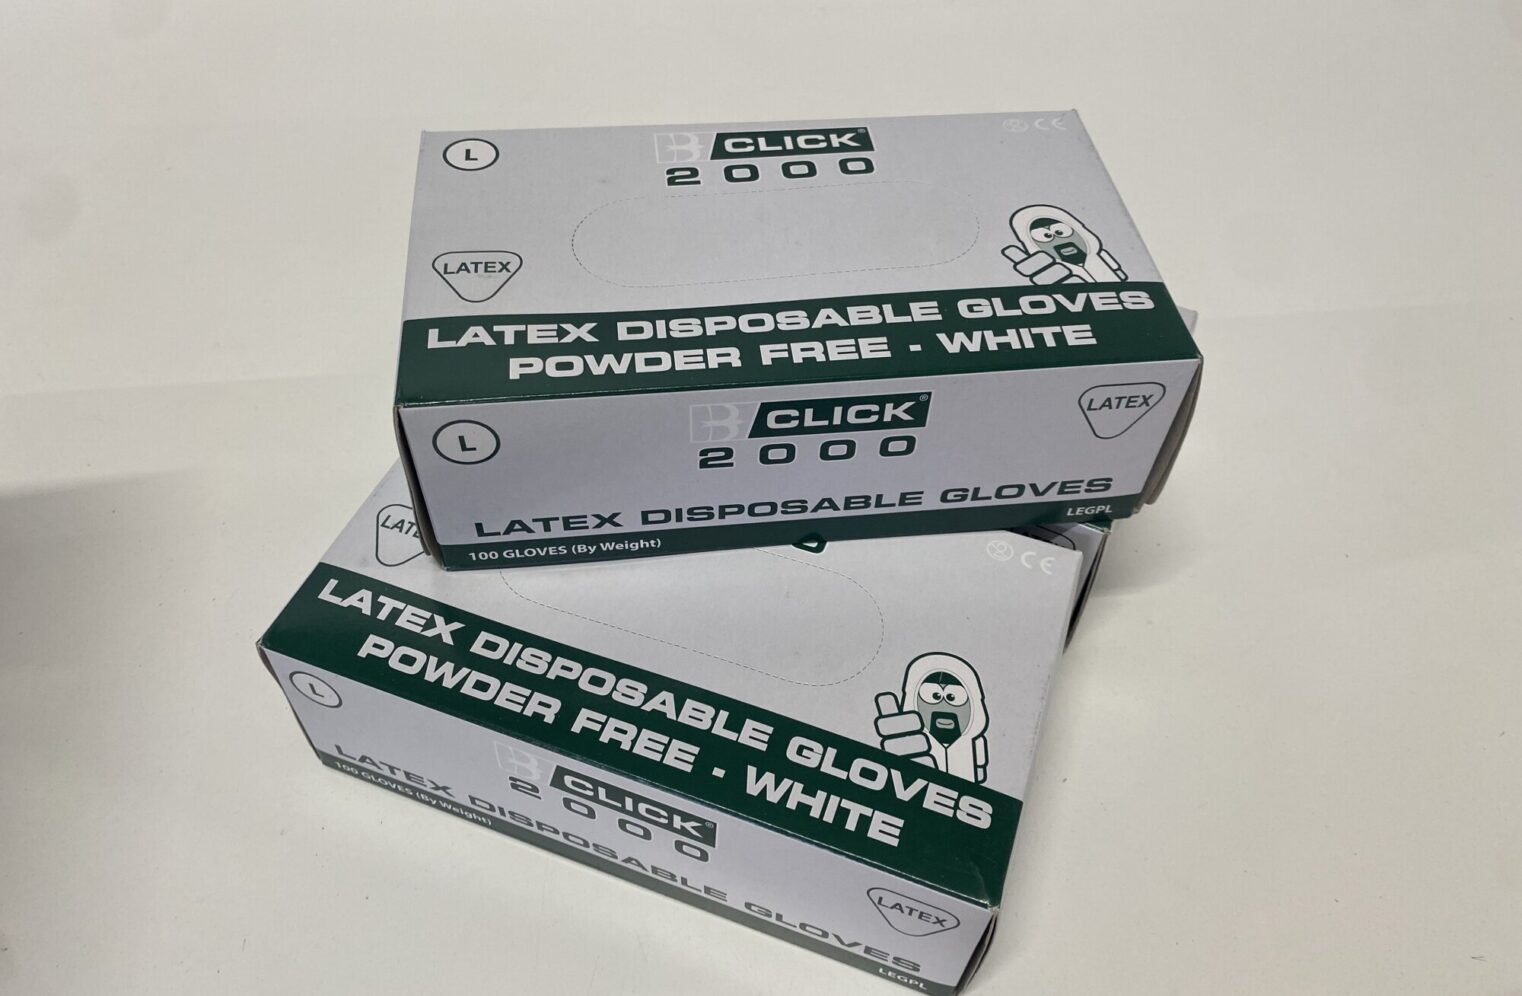 L
B CLICK®
2000
CE
LATEX
LATEX DISPOSABLE GLOVES
POWDER FREE - WHITE
L
B CLICK®
2000
LATEX
LATEX DISPOSABLE GLOVES
100 GLOVES (By Weight)
LEGPL
LATE
CE
LATEX DISPOSABLE GLOVES
POWDER FREE - WHITE
L
B CLICK®
2000
LATEX DISPOSABLE GLOVES
100 GLOVES (By Weight)
LATEX
LEGPL